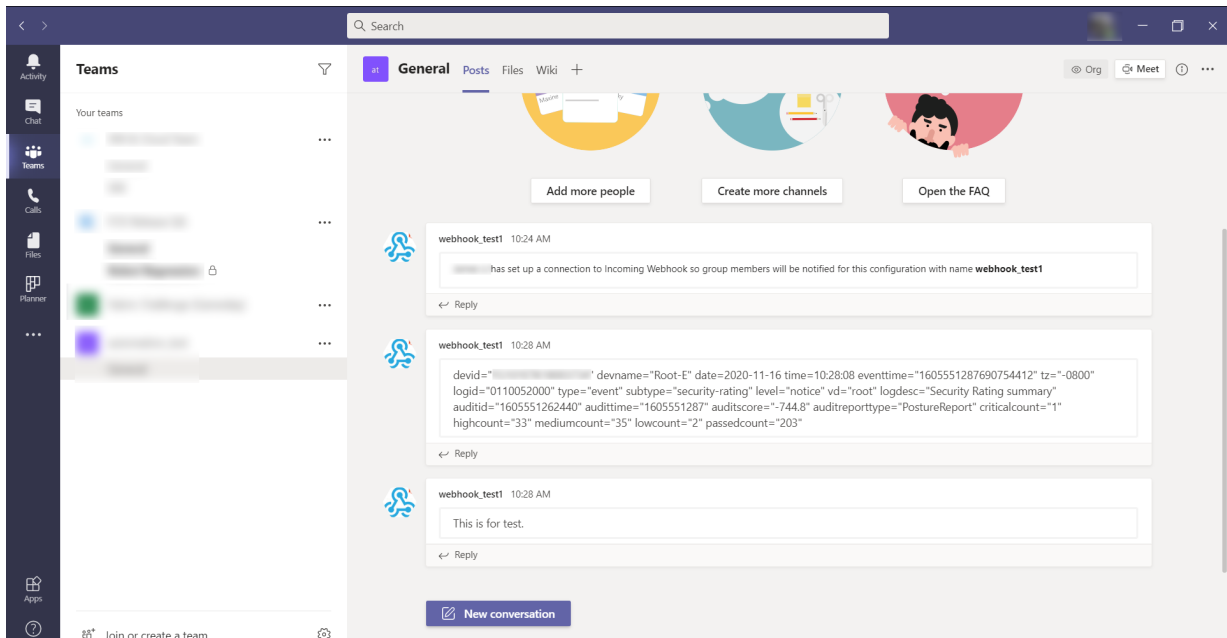 Search
Activity
Chat
Teams
Calls
Files
Planner
Apps
Teams
Your teams
Join or create a team
at General Posts Files Wiki
Org Meet
Maxine
Add more people Create more channels Open the FAQ
webhook_test1 10:24 AM
has set up a connection to Incoming Webhook so group members will be notified for this configuration with name webhook_test1
Reply
webhook_test1 10:28 AM
devid=" ' devname="Root-E" date=2020-11-16 time=10:28:08 eventtime="1605551287690754412" tz="-0800"
logid="0110052000" type="event" subtype="security-rating" level="notice" vd="root" logdesc="Security Rating summary"
auditid="1605551262440" audittime="1605551287" auditscore="-744.8" auditreporttype="PostureReport" criticalcount="1"
highcount="33" mediumcount="35" lowcount="2" passedcount="203"
Reply
webhook_test1 10:28 AM
This is for test.
Reply
New conversation